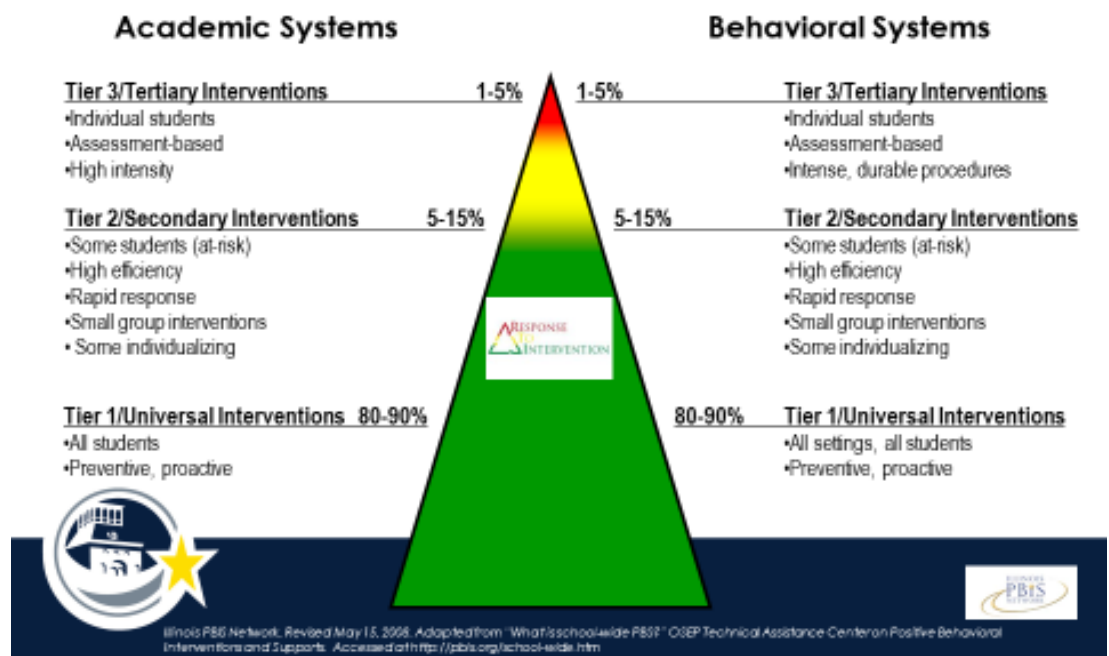 Academic Systems
Behavioral Systems
Tier 3/Tertiary Interventions 1-5%
•Individual students
•Assessment-based
•High intensity
1-5% Tier 3/Tertiary Interventions
•Individual students
•Assessment-based
•Intense, durable procedures
Tier 2/Secondary Interventions 5-15%
•Some students (at-risk)
•High efficiency
•Rapid response
•Small group interventions
• Some individualizing
5-15% Tier 2/Secondary Interventions
•Some students (at-risk)
•High efficiency
•Rapid response
•Small group interventions
•Some individualizing
RESPONSE
TO
INTERVENTION
Tier 1/Universal Interventions 80-90%
•All students
•Preventive, proactive
80-90% Tier 1/Universal Interventions
•All settings, all students
•Preventive, proactive
ILLINOIS
PBIS
NETWORK
Illinois PBIS Network, Revised May 15, 2008. Adapted from "What is school-wide PBS?" OSEP Technical Assistance Center on Positive Behavioral
Interventions and Supports. Accessed at http://pbis.org/school-wide.htm